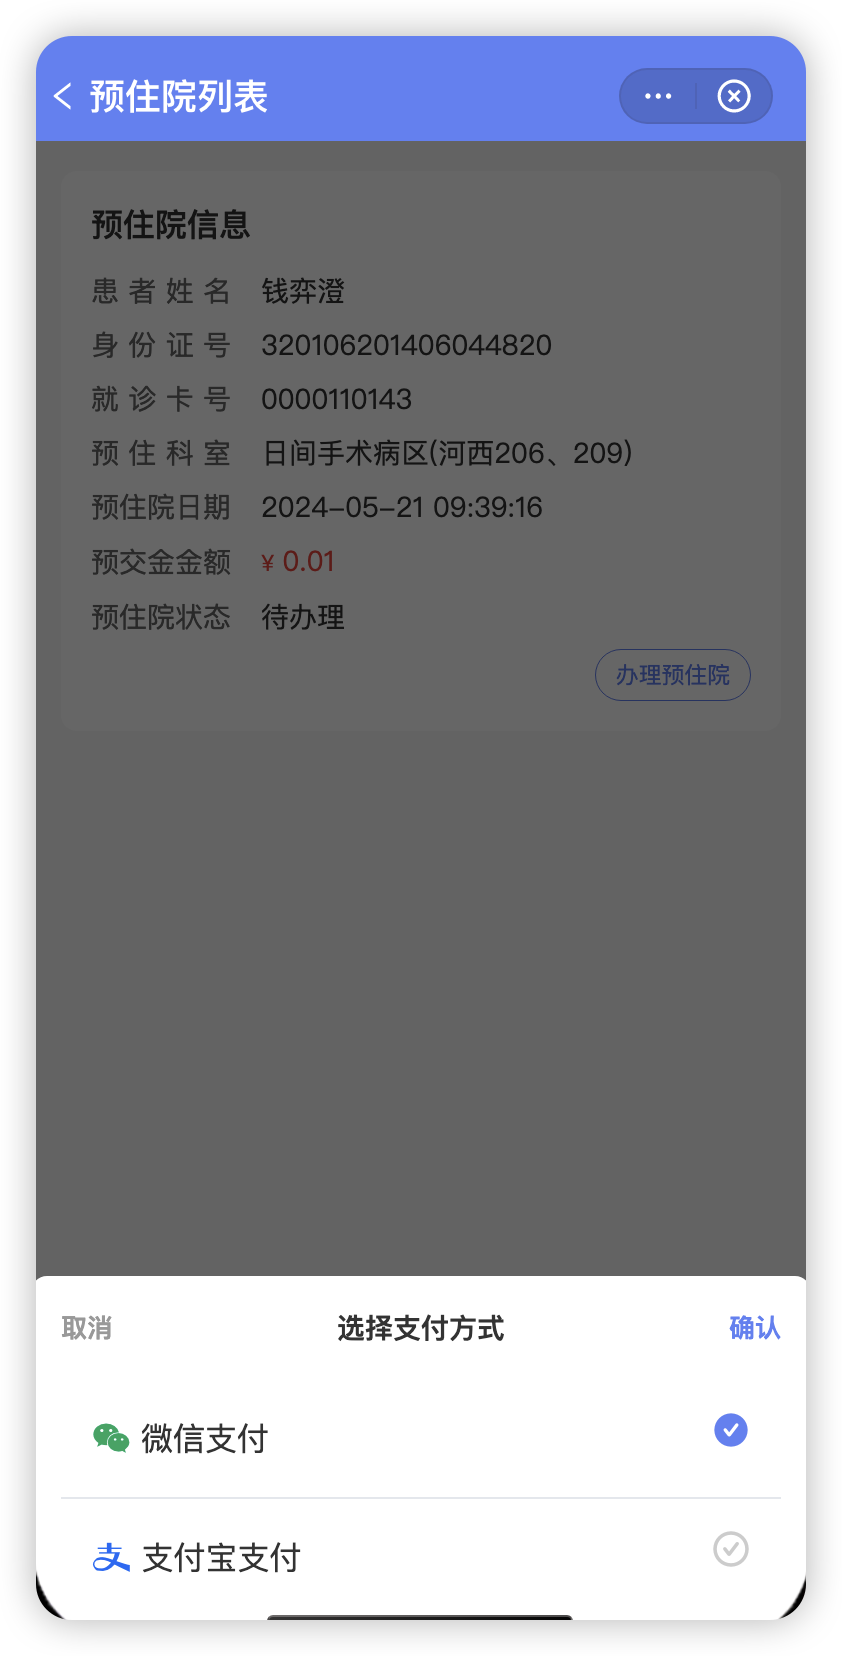 预住院列表
预住院信息
患者姓名 钱弈澄
身份证号 320106201406044820
就诊卡号 0000110143
预住科室 日间手术病区(河西206、209)
预住院日期 2024-05-21 09:39:16
预交金金额 ¥ 0.01
预住院状态 待办理
办理预住院
取消 选择支付方式 确认
微信支付
支付宝支付